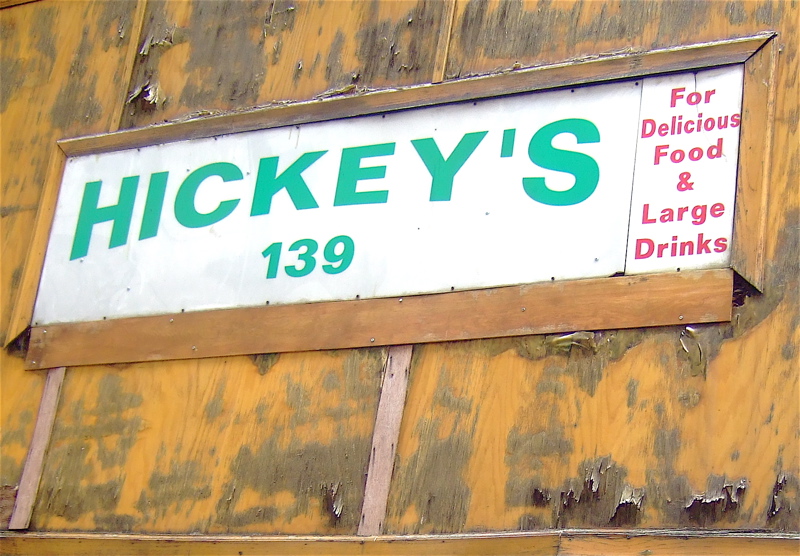 HICKEY'S
139
For
Delicious
Food
&
Large
Drinks